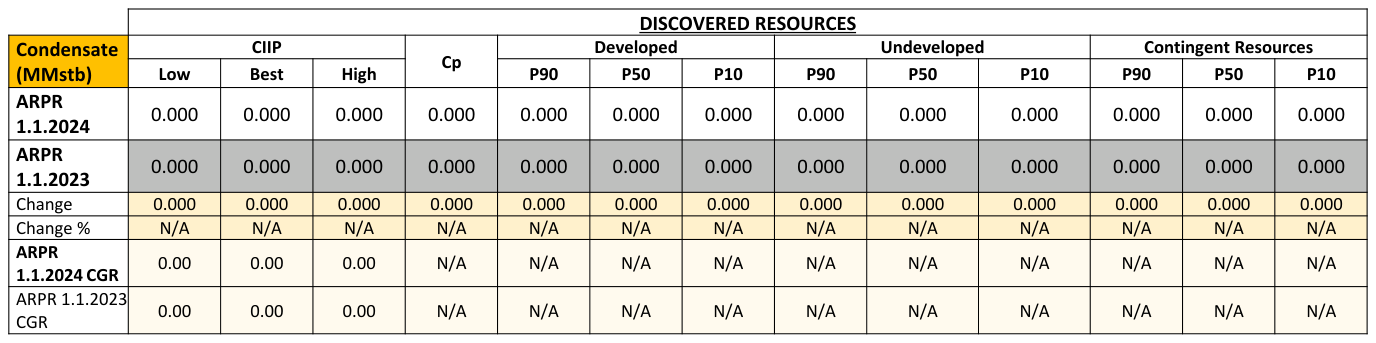 DISCOVERED RESOURCES
Condensate (MMstb) CIIP Cp Developed Undeveloped Contingent Resources
Low Best High P90 P50 P10 P90 P50 P10 P90 P50 P10
ARPR
1.1.2024 0.000 0.000 0.000 0.000 0.000 0.000 0.000 0.000 0.000 0.000 0.000 0.000 0.000
ARPR
1.1.2023 0.000 0.000 0.000 0.000 0.000 0.000 0.000 0.000 0.000 0.000 0.000 0.000 0.000
Change 0.000 0.000 0.000 0.000 0.000 0.000 0.000 0.000 0.000 0.000 0.000 0.000 0.000
Change % N/A N/A N/A N/A N/A N/A N/A N/A N/A N/A N/A N/A N/A
ARPR
1.1.2024 CGR 0.00 0.00 0.00 N/A N/A N/A N/A N/A N/A N/A N/A N/A N/A
ARPR 1.1.2023
CGR 0.00 0.00 0.00 N/A N/A N/A N/A N/A N/A N/A N/A N/A N/A